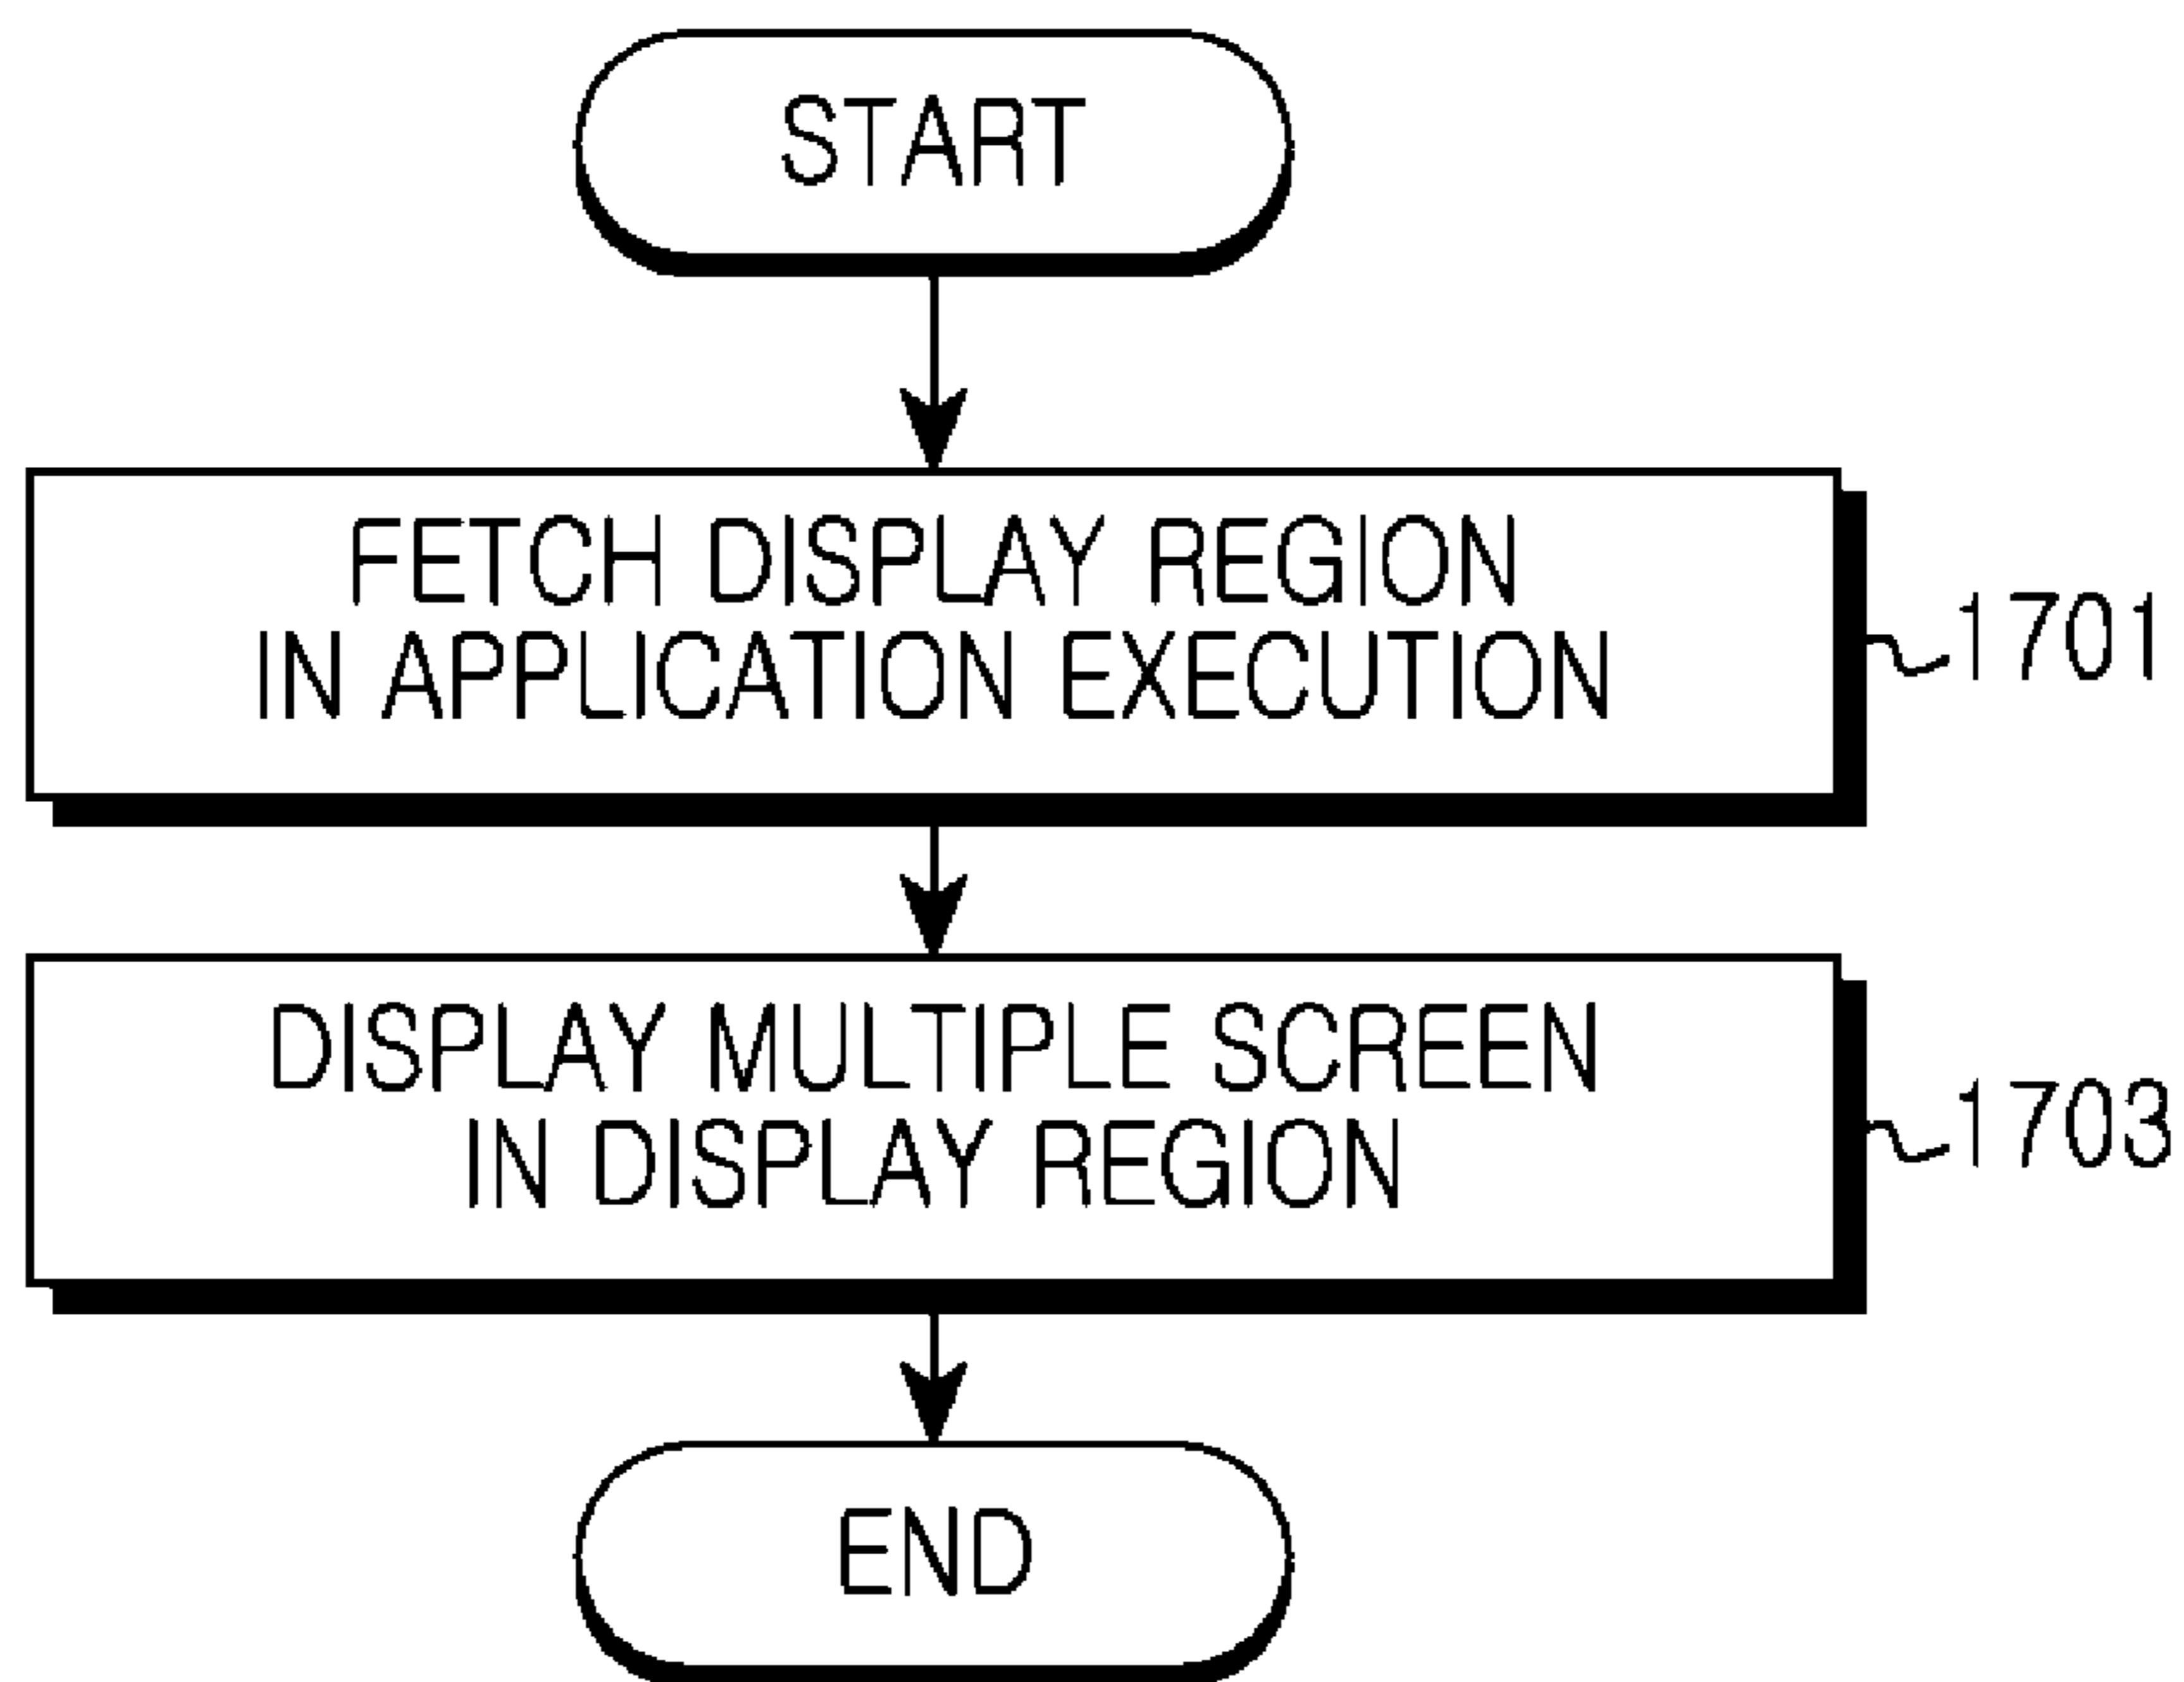 START
FETCH DISPLAY REGION
IN APPLICATION EXECUTION
1701
DISPLAY MULTIPLE SCREEN
IN DISPLAY REGION
1703
END